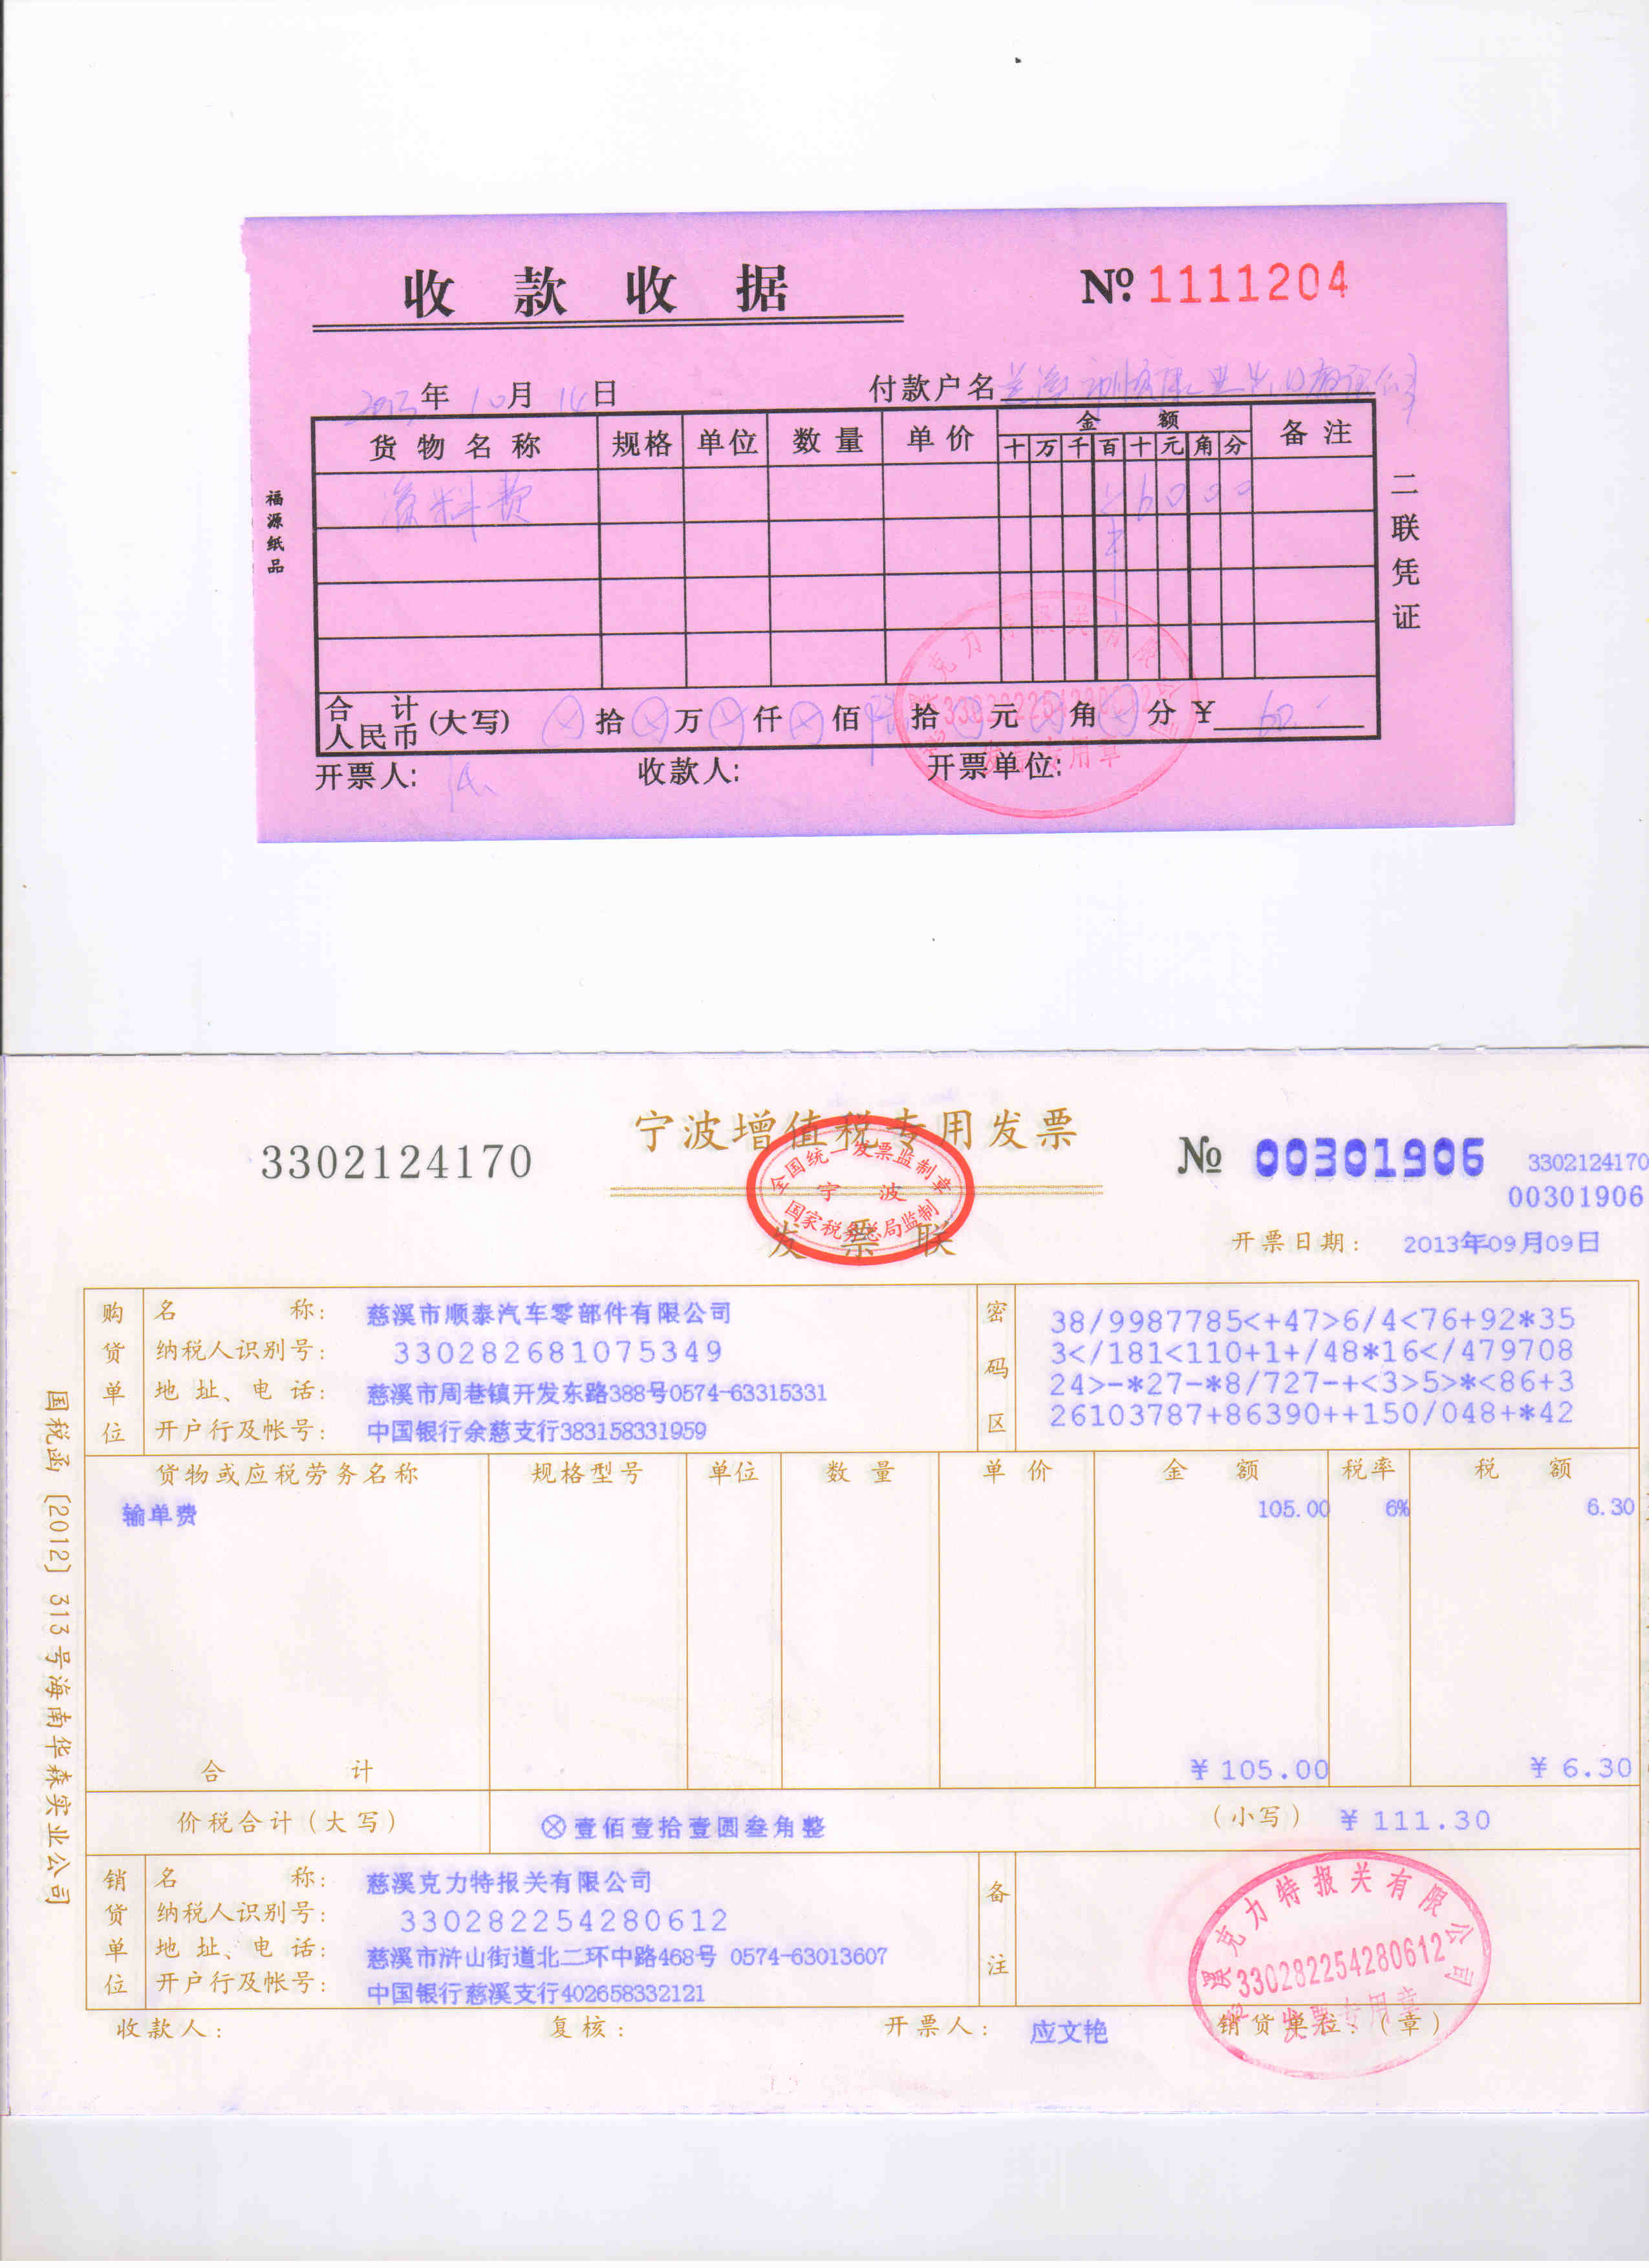 收款收据
№ 1111204
2013年 10月 14日 付款户名
货物名称 规格 单位 数量 单价 金额 备注
十 万 千 百 十 元 角 分
资料费 ¥6000
福源纸品
二联凭证
合计人民币 (大写) ⊗拾⊗万⊗仟⊗佰陆拾 元 角 分 ¥ 60.-
开票人: 收款人: 开票单位:
克力特报关有限公司
330282254280612
发票专用章
宁波增值税专用发票
3302124170
№ 00301906
3302124170
00301906
全国统一发票监制章
宁波
国家税务总局监制
发票联
开票日期: 2013年09月09日
购货单位
名称: 慈溪市顺泰汽车零部件有限公司
纳税人识别号: 330282681075349
地址、电话: 慈溪市周巷镇开发东路388号0574-63315331
开户行及帐号: 中国银行余慈支行383158331959
密码区
38/9987785<+47>6/4<76+92*35
3</181<110+1+/48*16</479708
24>-*27-*8/727-+<3>5>*<86+3
26103787+86390++150/048+*42
货物或应税劳务名称 规格型号 单位 数量 单价 金额 税率 税额
输单费 105.00 6% 6.30
合计 ¥105.00 ¥6.30
价税合计(大写) ⊗壹佰壹拾壹圆叁角整 (小写) ¥111.30
销货单位
名称: 慈溪克力特报关有限公司
纳税人识别号: 330282254280612
地址、电话: 慈溪市浒山街道北二环中路468号 0574-63013607
开户行及帐号: 中国银行慈溪支行402658332121
备注
慈溪克力特报关有限公司
330282254280612
发票专用章
收款人: 复核: 开票人: 应文艳 销货单位:(章)
国税函〔2012〕313号海南华森实业公司